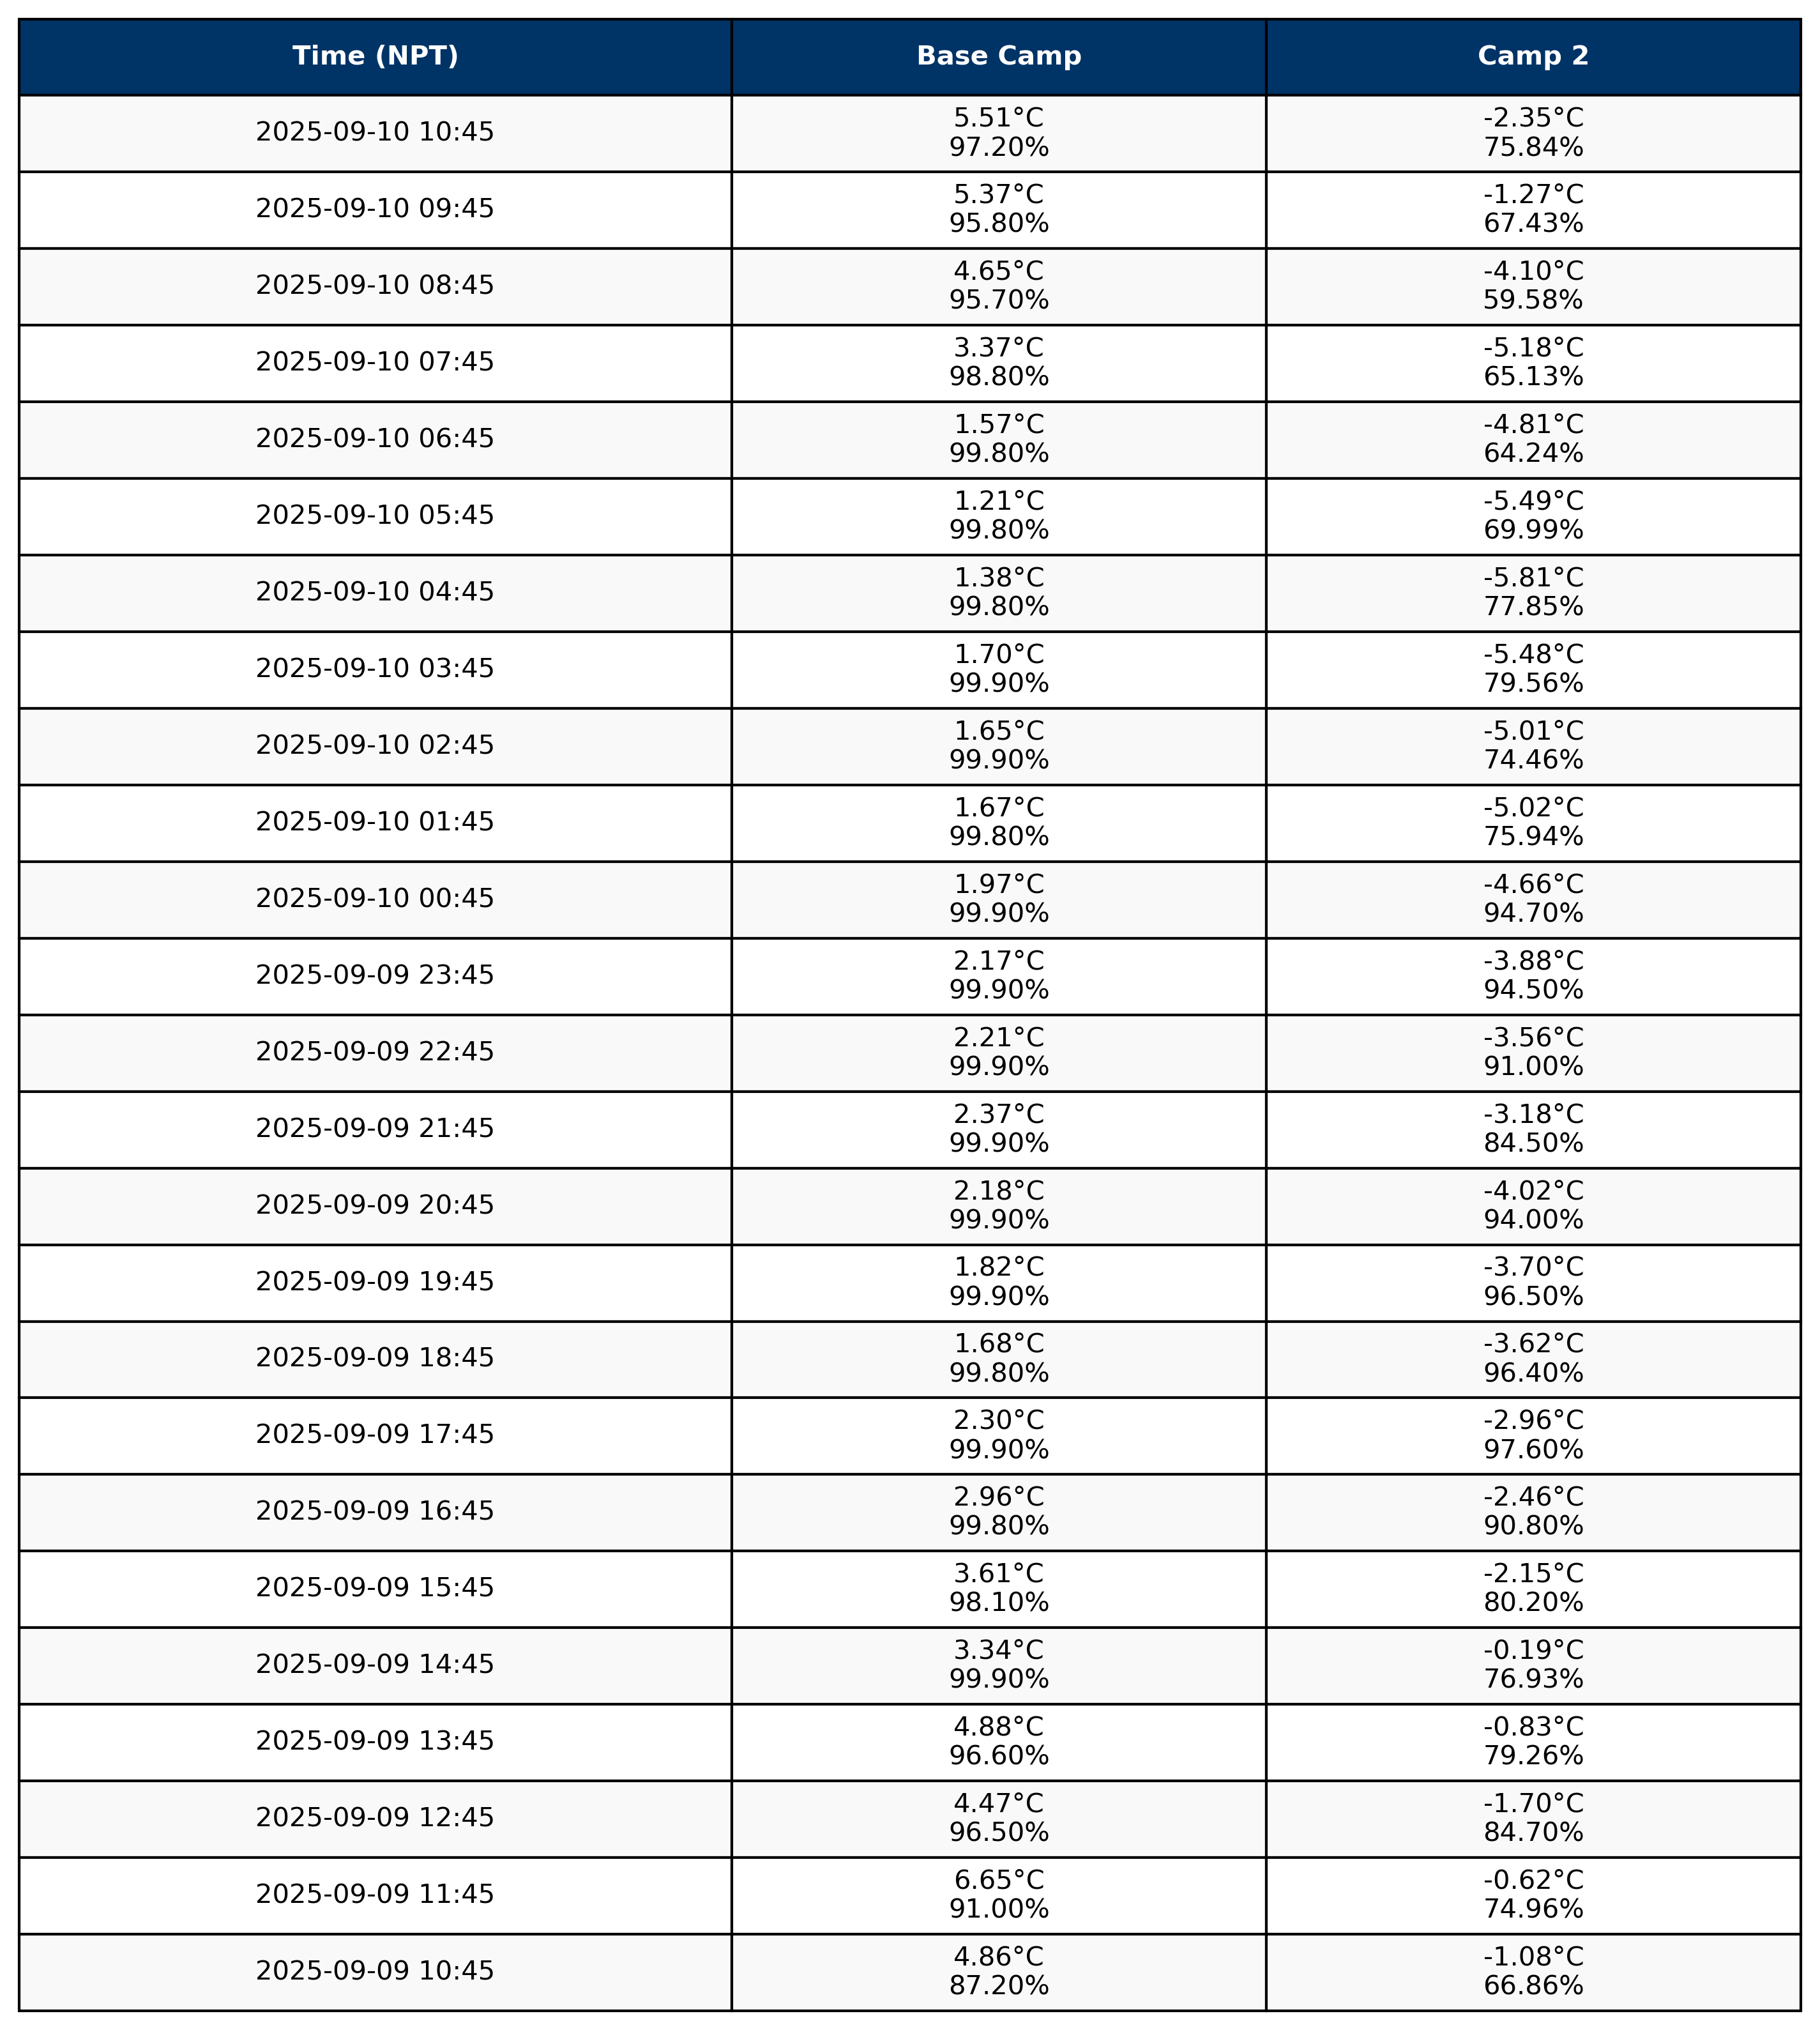 Time (NPT) Base Camp Camp 2
2025-09-10 10:45 5.51°C -2.35°C
97.20% 75.84%
2025-09-10 09:45 5.37°C -1.27°C
95.80% 67.43%
2025-09-10 08:45 4.65°C -4.10°C
95.70% 59.58%
2025-09-10 07:45 3.37°C -5.18°C
98.80% 65.13%
2025-09-10 06:45 1.57°C -4.81°C
99.80% 64.24%
2025-09-10 05:45 1.21°C -5.49°C
99.80% 69.99%
2025-09-10 04:45 1.38°C -5.81°C
99.80% 77.85%
2025-09-10 03:45 1.70°C -5.48°C
99.90% 79.56%
2025-09-10 02:45 1.65°C -5.01°C
99.90% 74.46%
2025-09-10 01:45 1.67°C -5.02°C
99.80% 75.94%
2025-09-10 00:45 1.97°C -4.66°C
99.90% 94.70%
2025-09-09 23:45 2.17°C -3.88°C
99.90% 94.50%
2025-09-09 22:45 2.21°C -3.56°C
99.90% 91.00%
2025-09-09 21:45 2.37°C -3.18°C
99.90% 84.50%
2025-09-09 20:45 2.18°C -4.02°C
99.90% 94.00%
2025-09-09 19:45 1.82°C -3.70°C
99.90% 96.50%
2025-09-09 18:45 1.68°C -3.62°C
99.80% 96.40%
2025-09-09 17:45 2.30°C -2.96°C
99.90% 97.60%
2025-09-09 16:45 2.96°C -2.46°C
99.80% 90.80%
2025-09-09 15:45 3.61°C -2.15°C
98.10% 80.20%
2025-09-09 14:45 3.34°C -0.19°C
99.90% 76.93%
2025-09-09 13:45 4.88°C -0.83°C
96.60% 79.26%
2025-09-09 12:45 4.47°C -1.70°C
96.50% 84.70%
2025-09-09 11:45 6.65°C -0.62°C
91.00% 74.96%
2025-09-09 10:45 4.86°C -1.08°C
87.20% 66.86%